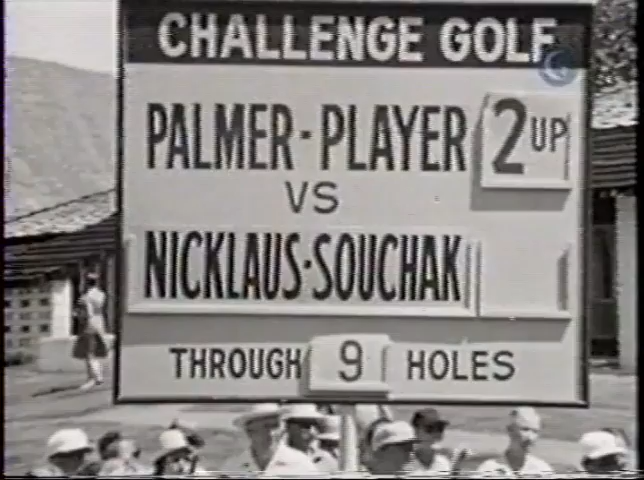 CHALLENGE GOLF
PALMER-PLAYER 2 UP
VS
NICKLAUS-SOUCHAK
THROUGH 9 HOLES